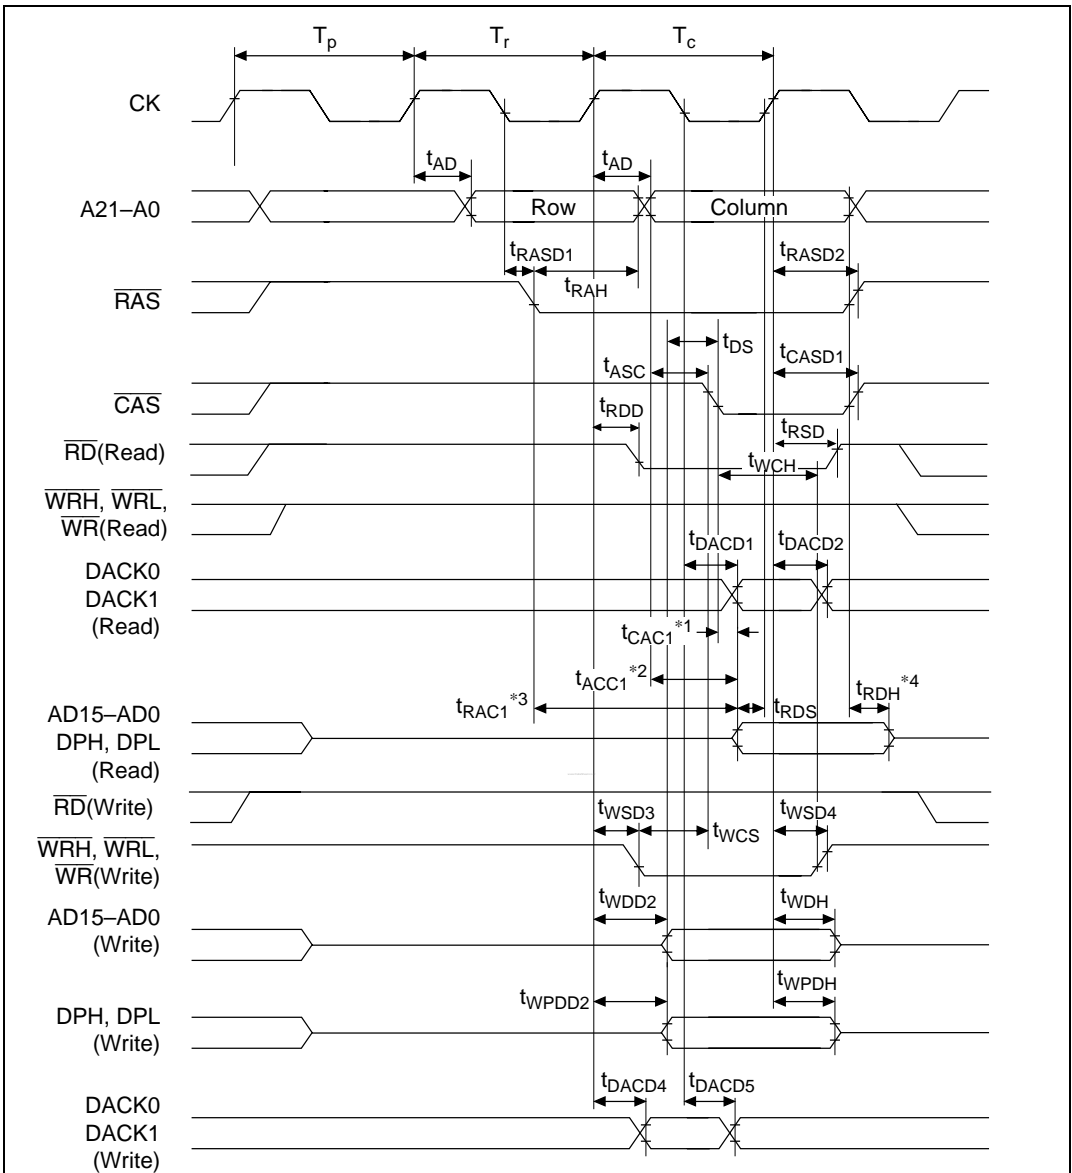 Tp Tr Tc
CK
tAD tAD
A21–A0 Row Column
tRASD1 tRASD2
tRAH
RAS
tDS
tASC tCASD1
CAS
tRDD
tRSD
RD(Read)
tWCH
WRH, WRL,
WR(Read)
tDACD1 tDACD2
DACK0
DACK1
(Read)
tCAC1*1
tACC1*2
tRAC1*3 tRDS tRDH*4
AD15–AD0
DPH, DPL
(Read)
RD(Write)
tWSD3 tWCS tWSD4
WRH, WRL,
WR(Write)
tWDD2 tWDH
AD15–AD0
(Write)
tWPDD2 tWPDH
DPH, DPL
(Write)
tDACD4 tDACD5
DACK0
DACK1
(Write)